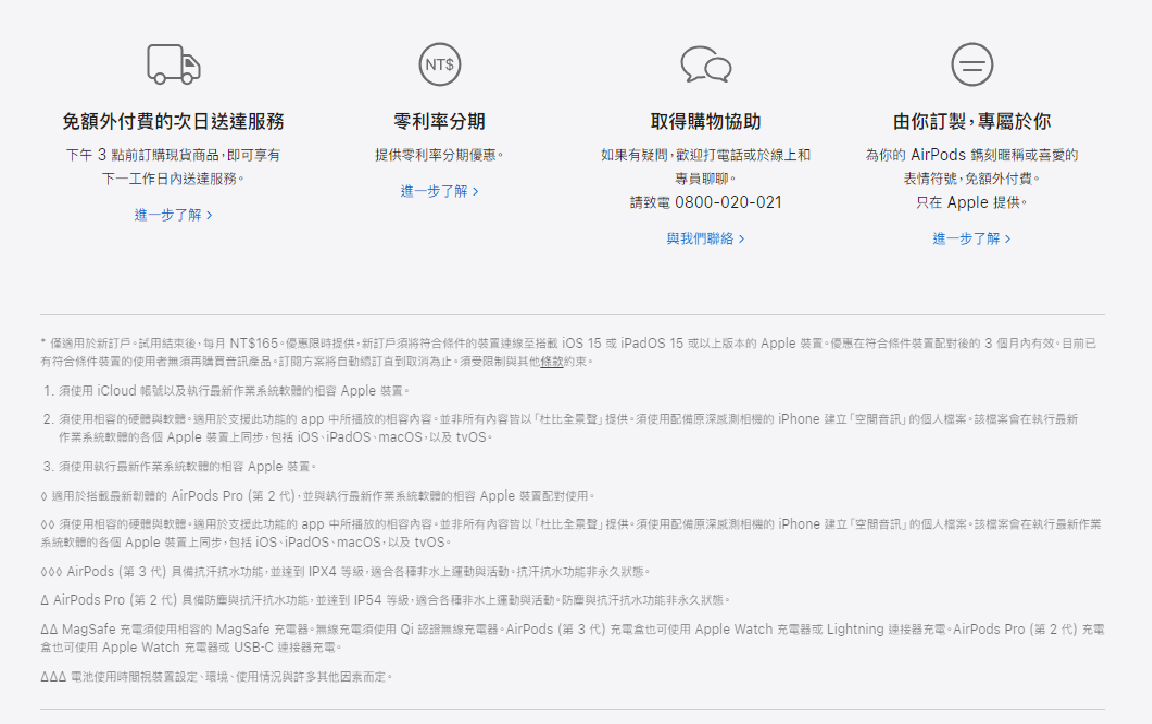 NT$
免額外付費的次日送達服務
下午 3 點前訂購現貨商品，即可享有
下一工作日內送達服務。
進一步了解 >
零利率分期
提供零利率分期優惠。
進一步了解 >
取得購物協助
如果有疑問，歡迎打電話或於線上和
專員聊聊。
請致電 0800-020-021
與我們聯絡 >
由你訂製，專屬於你
為你的 AirPods 鐫刻暱稱或喜愛的
表情符號，免額外付費。
只在 Apple 提供。
進一步了解 >
* 僅適用於新訂戶。試用結束後，每月 NT$165。優惠限時提供，新訂戶須將符合條件的裝置連線至搭載 iOS 15 或 iPadOS 15 或以上版本的 Apple 裝置。優惠在符合條件裝置配對後的 3 個月內有效。目前已
有符合條件裝置的使用者無須再購買音訊產品。訂閱方案將自動續訂直到取消為止。須受限制與其他條款約束。
1. 須使用 iCloud 帳號以及執行最新作業系統軟體的相容 Apple 裝置。
2. 須使用相容的硬體與軟體。適用於支援此功能的 app 中所播放的相容內容。並非所有內容皆以「杜比全景聲」提供。須使用配備原深感測相機的 iPhone 建立「空間音訊」的個人檔案。該檔案會在執行最新
作業系統軟體的各個 Apple 裝置上同步，包括 iOS、iPadOS、macOS，以及 tvOS。
3. 須使用執行最新作業系統軟體的相容 Apple 裝置。
◊ 適用於搭載最新韌體的 AirPods Pro (第 2 代)，並與執行最新作業系統軟體的相容 Apple 裝置配對使用。
◊◊ 須使用相容的硬體與軟體。適用於支援此功能的 app 中所播放的相容內容。並非所有內容皆以「杜比全景聲」提供。須使用配備原深感測相機的 iPhone 建立「空間音訊」的個人檔案。該檔案會在執行最新作業
系統軟體的各個 Apple 裝置上同步，包括 iOS、iPadOS、macOS，以及 tvOS。
◊◊◊ AirPods (第 3 代) 具備抗汗抗水功能，並達到 IPX4 等級，適合各種非水上運動與活動。抗汗抗水功能非永久狀態。
Δ AirPods Pro (第 2 代) 具備防塵與抗汗抗水功能，並達到 IP54 等級，適合各種非水上運動與活動。防塵與抗汗抗水功能非永久狀態。
ΔΔ MagSafe 充電須使用相容的 MagSafe 充電器。無線充電須使用 Qi 認證無線充電器。AirPods (第 3 代) 充電盒也可使用 Apple Watch 充電器或 Lightning 連接器充電。AirPods Pro (第 2 代) 充電
盒也可使用 Apple Watch 充電器或 USB-C 連接器充電。
ΔΔΔ 電池使用時間視裝置設定、環境、使用情況與許多其他因素而定。